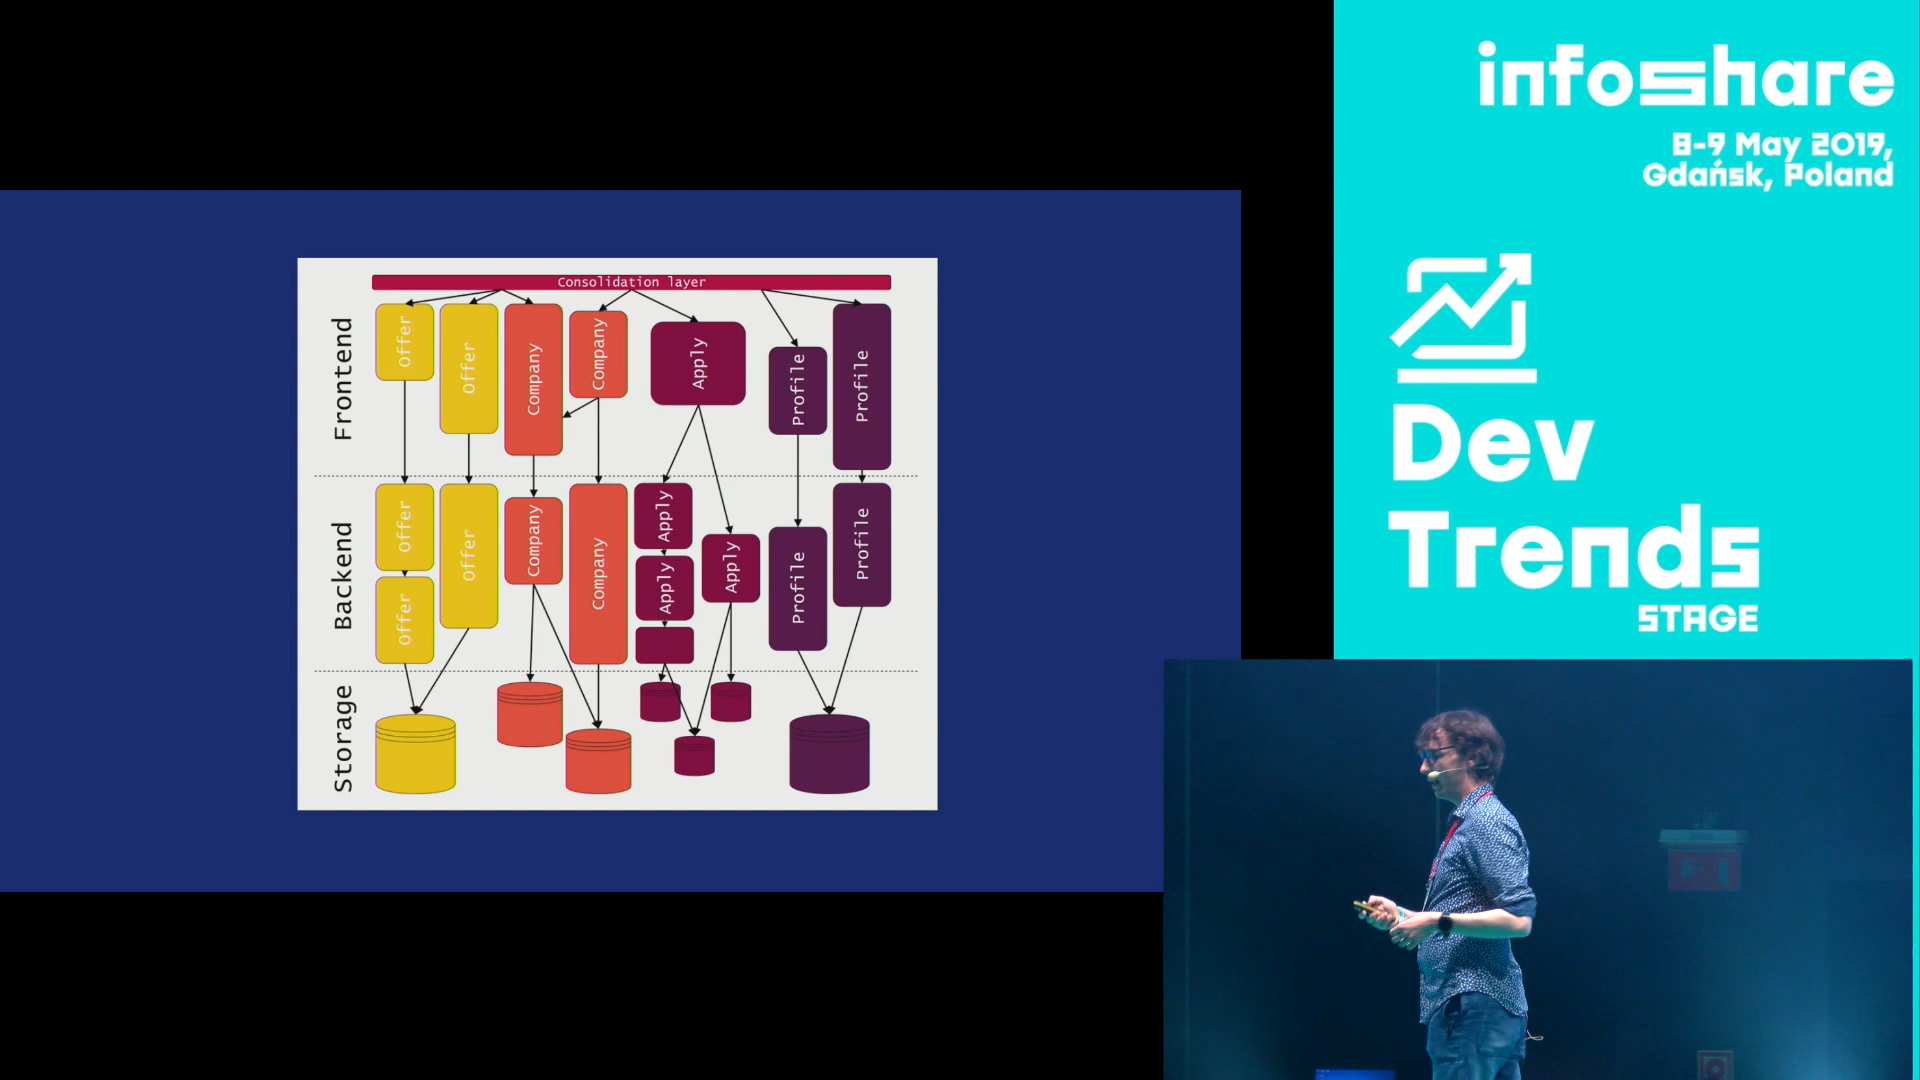 Consolidation layer
Frontend
Offer
Offer
Company
Company
Apply
Profile
Profile
Backend
Offer
Offer
Offer
Company
Company
Apply
Apply
Apply
Profile
Profile
Storage
infoshare
8-9 May 2019,
Gdańsk, Poland
Dev
Trends
STAGE